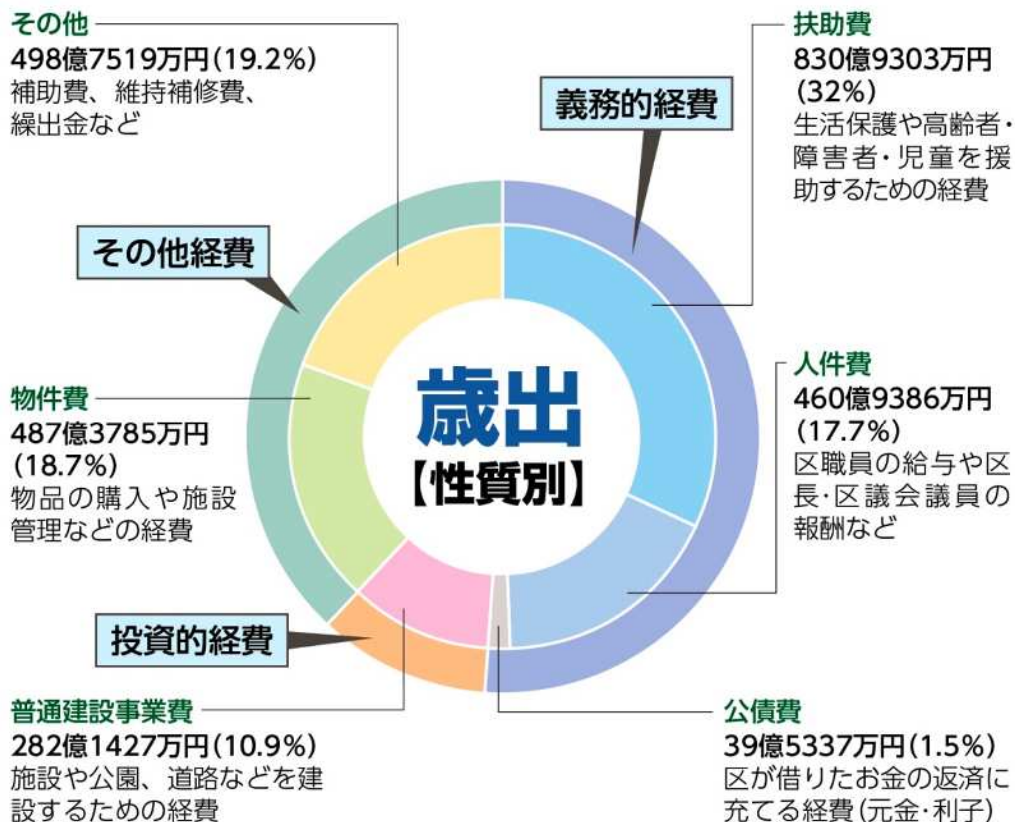 その他
498億7519万円(19.2%)
補助費、維持補修費、
繰出金など
義務的経費
扶助費
830億9303万円
(32%)
生活保護や高齢者・
障害者・児童を援
助するための経費
その他経費
歳出
【性質別】
物件費
487億3785万円
(18.7%)
物品の購入や施設
管理などの経費
人件費
460億9386万円
(17.7%)
区職員の給与や区
長・区議会議員の
報酬など
投資的経費
普通建設事業費
282億1427万円(10.9%)
施設や公園、道路などを建
設するための経費
公債費
39億5337万円(1.5%)
区が借りたお金の返済に
充てる経費(元金・利子)